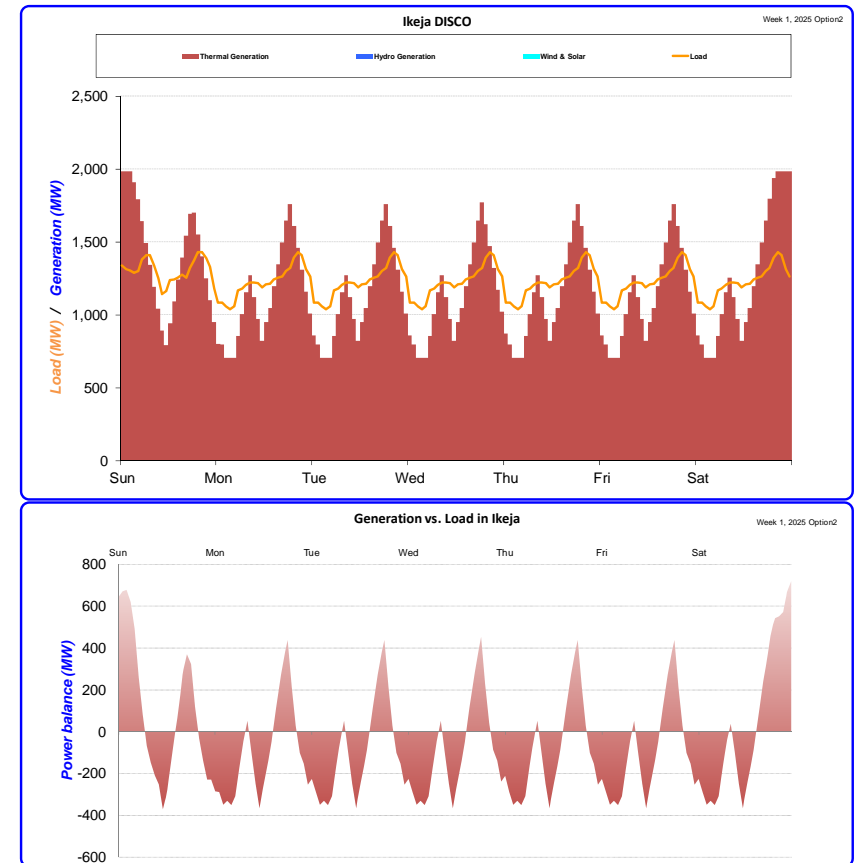 Ikeja DISCO
Week 1, 2025 Option2
Thermal Generation Hydro Generation Wind & Solar Load
2,500
2,000
1,500
1,000
500
0
Load (MW) / Generation (MW)
Sun Mon Tue Wed Thu Fri Sat
Generation vs. Load in Ikeja
Week 1, 2025 Option2
Sun Mon Tue Wed Thu Fri Sat
800
600
400
200
0
-200
-400
-600
Power balance (MW)